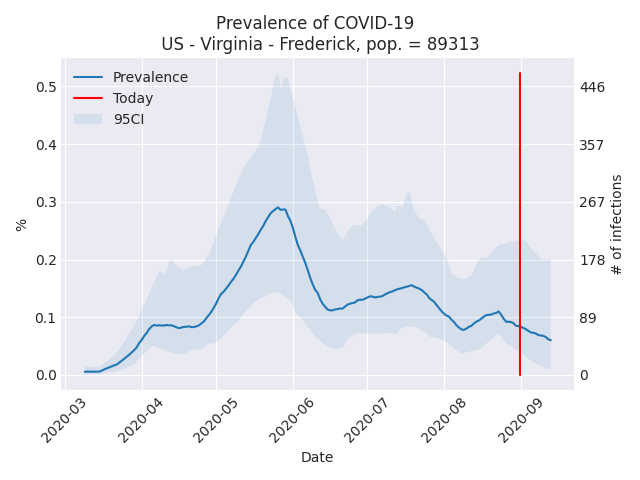 Prevalence of COVID-19
US - Virginia - Frederick, pop. = 89313
Prevalence
Today
95CI
0.5
0.4
0.3
0.2
0.1
0.0
%
446
357
267
178
89
0
# of infections
2020-03
2020-04
2020-05
2020-06
2020-07
2020-08
2020-09
Date